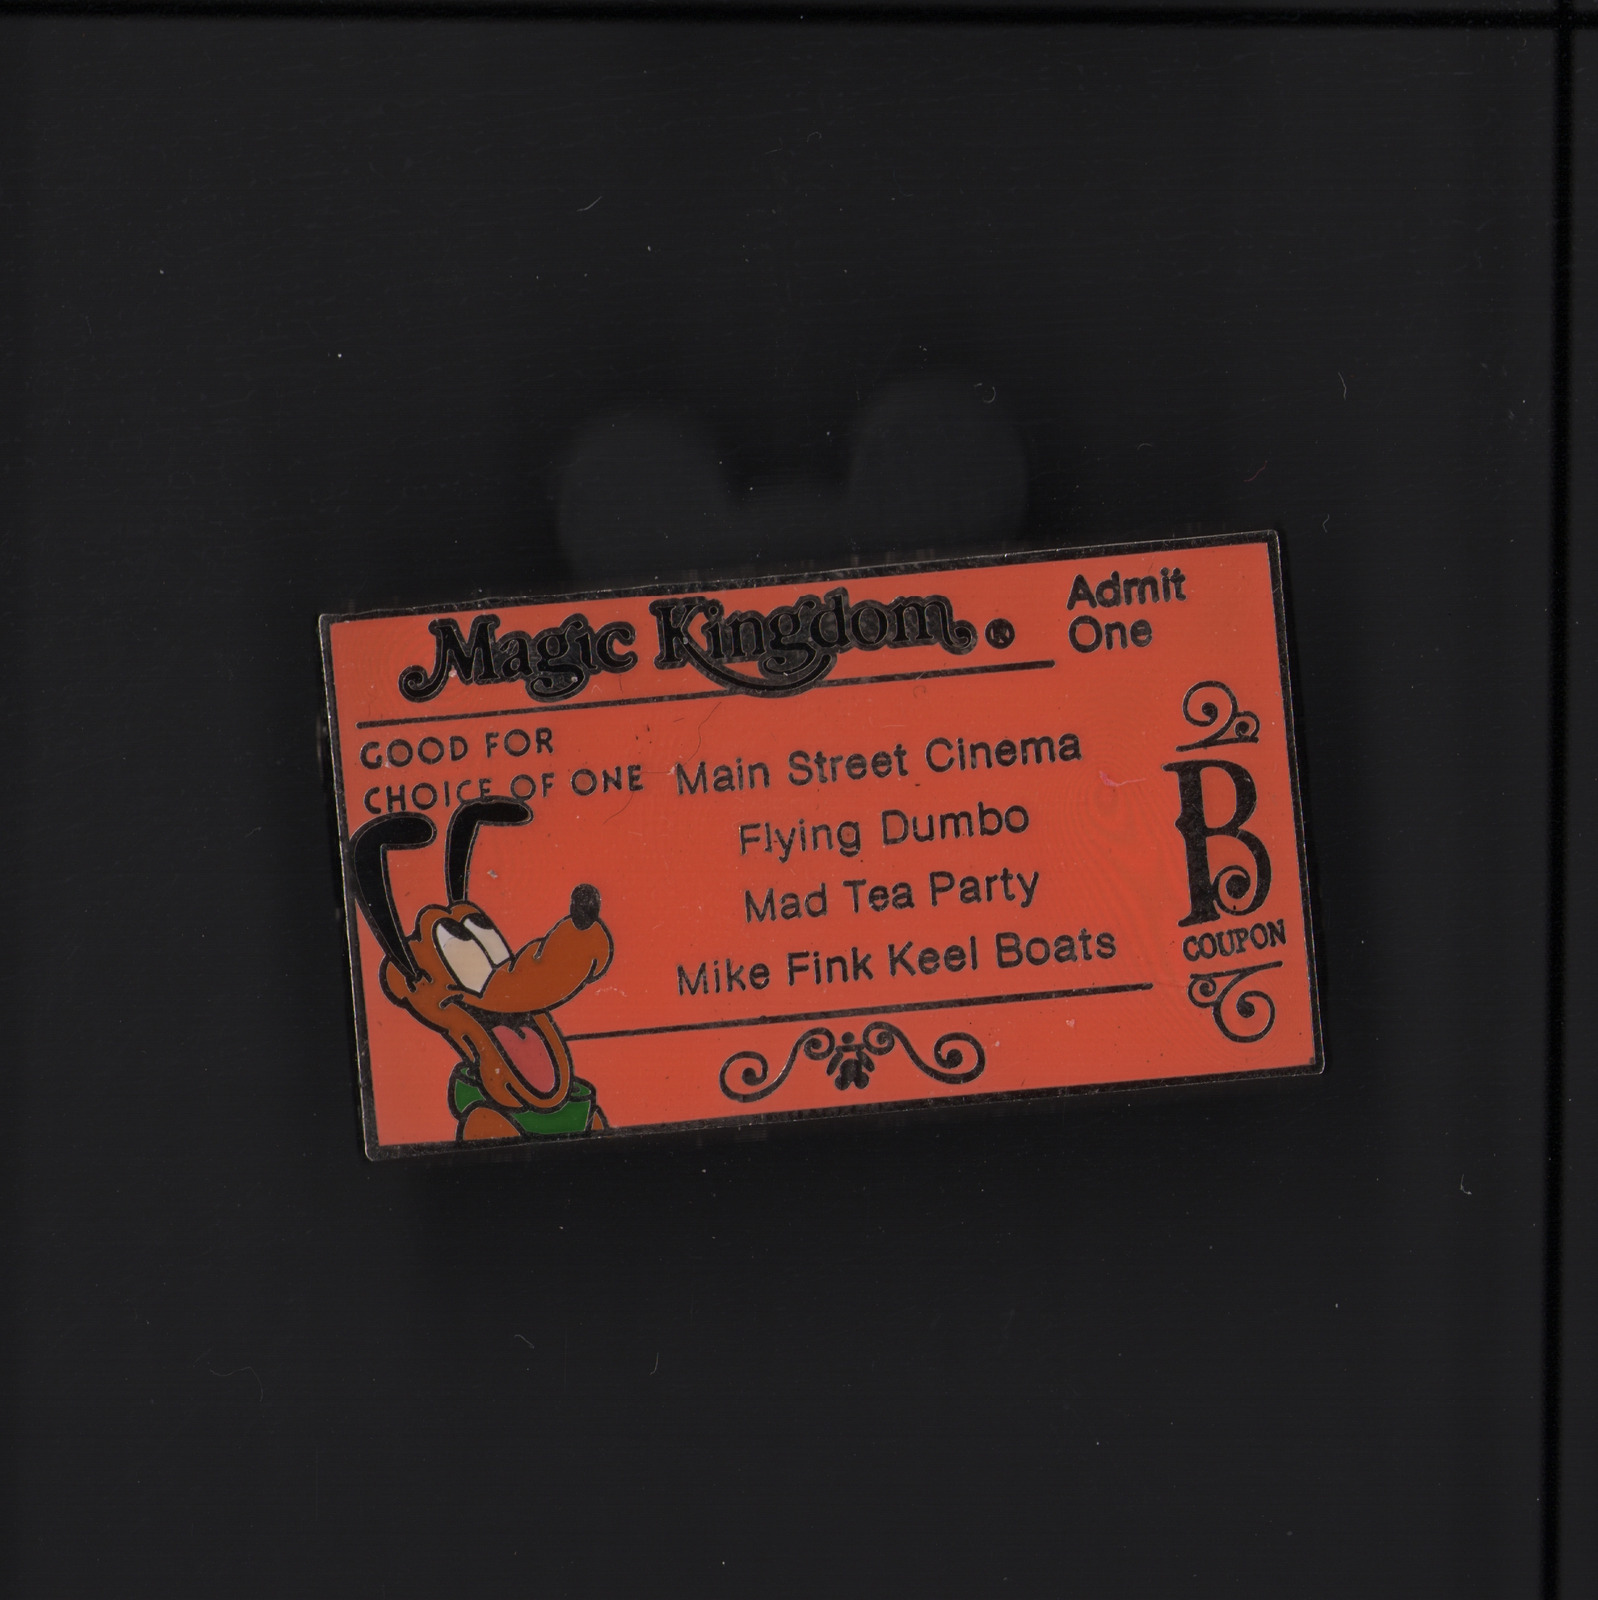 Magic Kingdom®
Admit
One
GOOD FOR
CHOICE OF ONE
Main Street Cinema
Flying Dumbo
Mad Tea Party
Mike Fink Keel Boats
B
COUPON